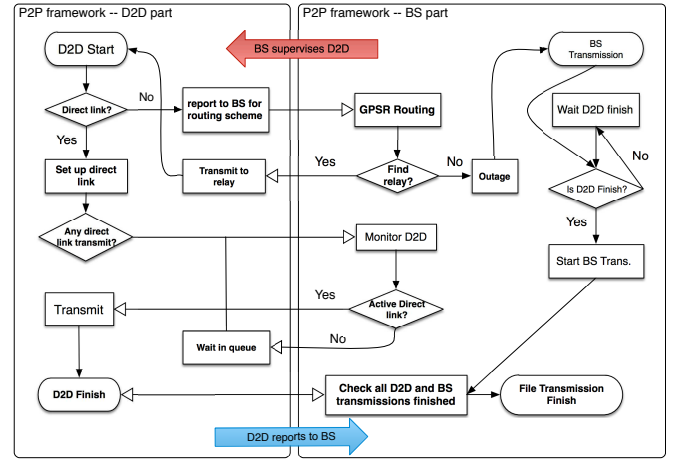 P2P framework -- D2D part
P2P framework -- BS part
D2D Start
BS supervises D2D
BS
Transmission
Direct link?
No
report to BS for
routing scheme
GPSR Routing
Wait D2D finish
Yes
No
Set up direct
link
Transmit to
relay
Yes
Find
relay?
No
Outage
Is D2D Finish?
Yes
Any direct
link transmit?
Monitor D2D
Start BS Trans.
Transmit
Yes
Active Direct
link?
Wait in queue
No
D2D Finish
Check all D2D and BS
transmissions finished
File Transmission
Finish
D2D reports to BS